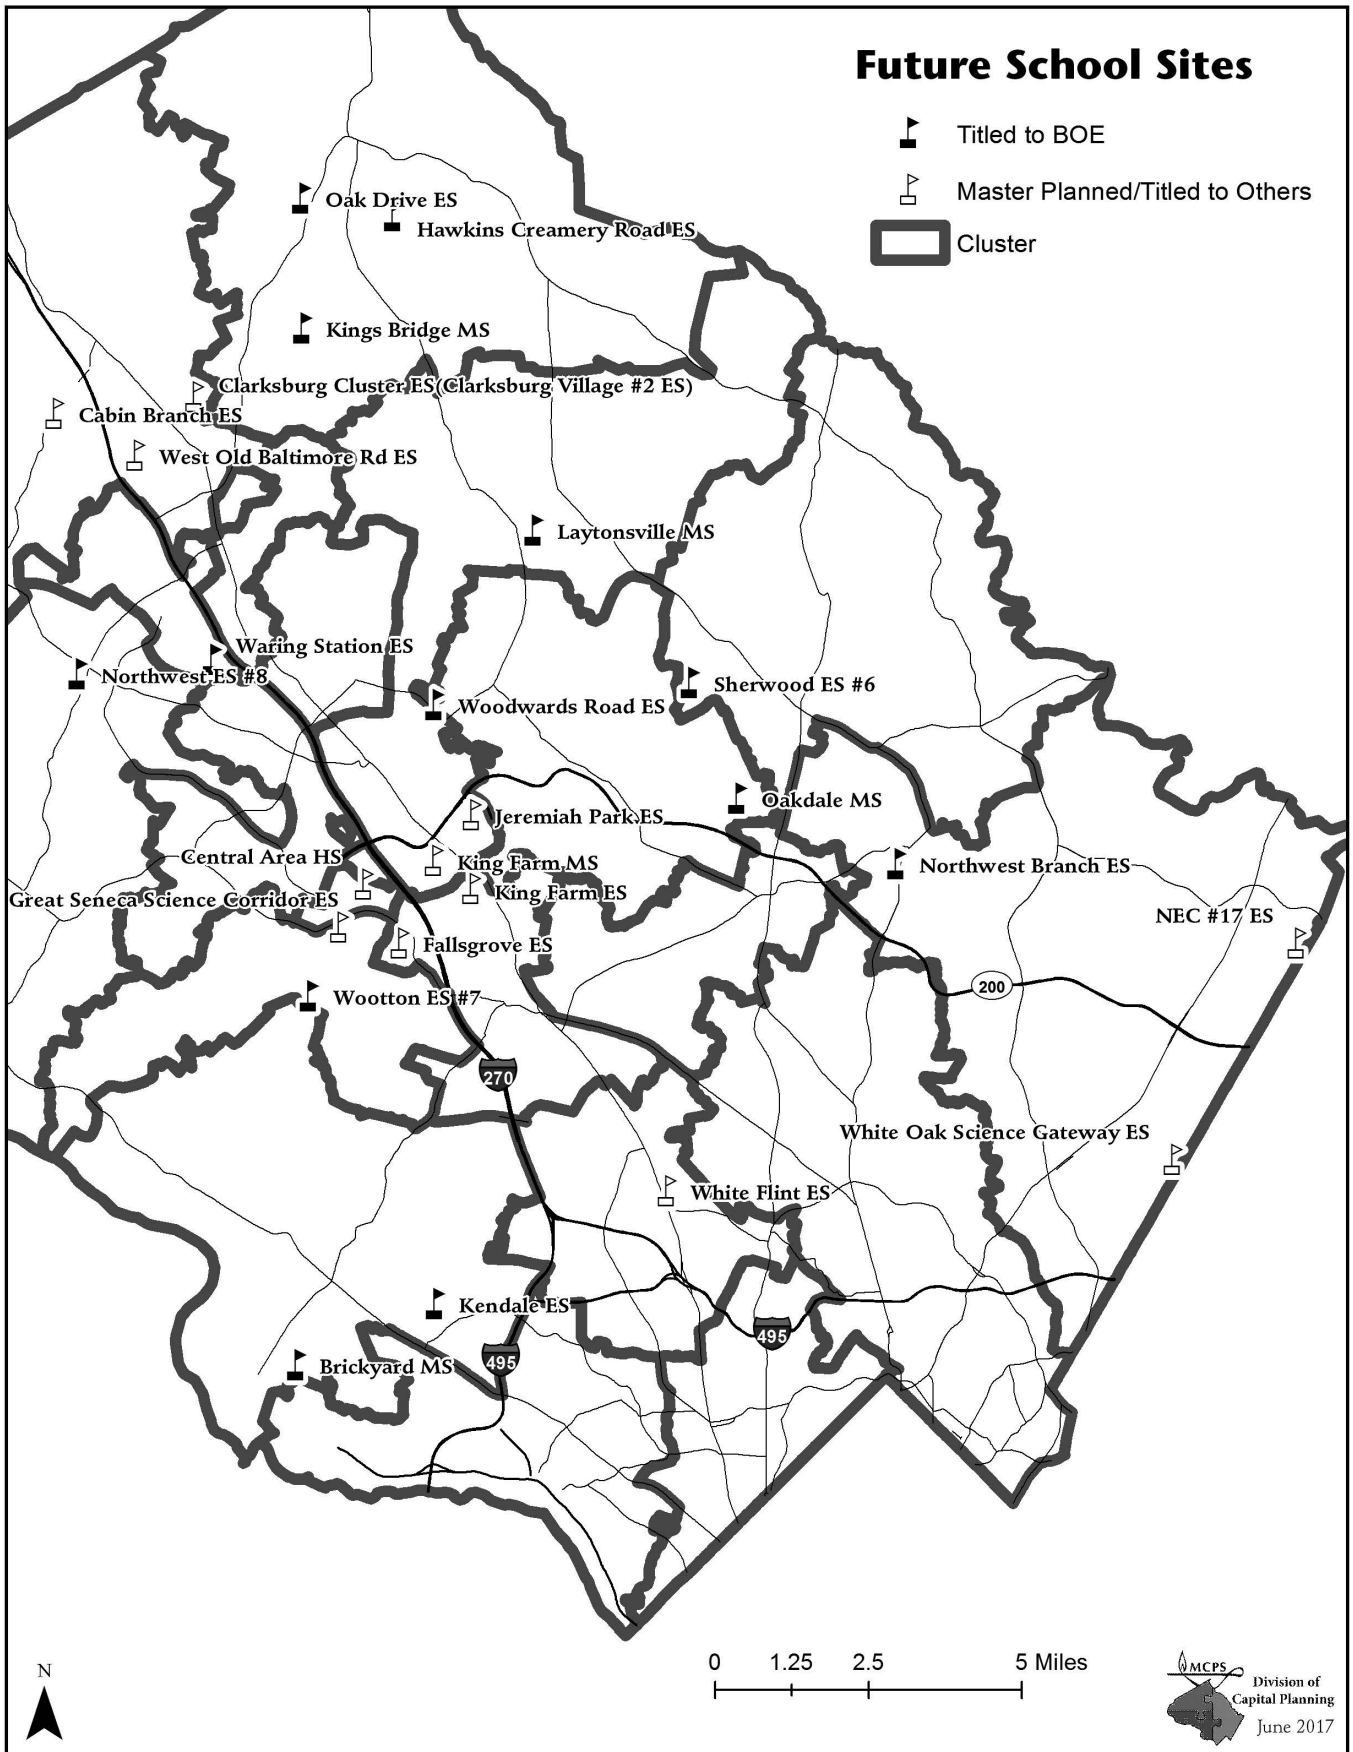 Future School Sites
Titled to BOE
Master Planned/Titled to Others
Cluster
Oak Drive ES
Hawkins Creamery Road ES
Kings Bridge MS
Clarksburg Cluster ES(Clarksburg Village #2 ES)
Cabin Branch ES
West Old Baltimore Rd ES
Laytonsville MS
Waring Station ES
Northwest ES #8
Sherwood ES #6
Woodwards Road ES
Oakdale MS
Jeremiah Park ES
Central Area HS
King Farm MS
Northwest Branch ES
King Farm ES
Great Seneca Science Corridor ES
NEC #17 ES
Fallsgrove ES
200
Wootton ES #7
270
White Oak Science Gateway ES
White Flint ES
Kendale ES
495
495
Brickyard MS
0 1.25 2.5 5 Miles
N
MCPS
Division of
Capital Planning
June 2017